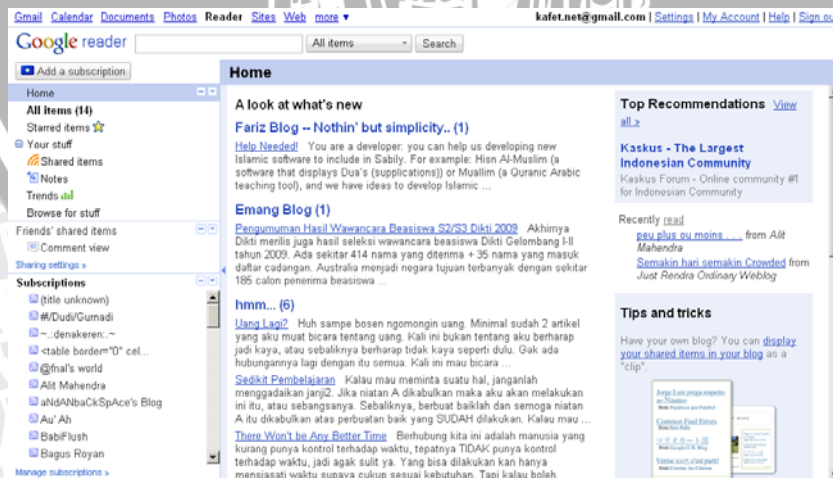 Gmail Calendar Documents Photos Reader Sites Web more ▼
kafet.net@gmail.com | Settings | My Account | Help | Sign ou
Google reader All items Search
Add a subscription
Home
All items (14)
Starred items
Your stuff
Shared items
Notes
Trends
Browse for stuff
Friends' shared items
Comment view
Sharing settings »
Subscriptions
(title unknown)
#/Dudi/Gurnadi
~.:denakeren:.~
<table border="0" cel...
@fnal's world
Alit Mahendra
aNdANbaCkSpAce's Blog
Au' Ah
BabiFlush
Bagus Royan
Manage subscriptions »
Home
A look at what's new
Fariz Blog -- Nothin' but simplicity.. (1)
Help Needed! You are a developer: you can help us developing new
Islamic software to include in Sabily. For example: Hisn Al-Muslim (a
software that displays Dua's (supplications)) or Muallim (a Quranic Arabic
teaching tool), and we have ideas to develop Islamic ...
Emang Blog (1)
Pengumuman Hasil Wawancara Beasiswa S2/S3 Dikti 2009 Akhirnya
Dikti merilis juga hasil seleksi wawancara beasiswa Dikti Gelombang I-II
tahun 2009. Ada sekitar 414 nama yang diterima + 35 nama yang masuk
daftar cadangan. Australia menjadi negara tujuan terbanyak dengan sekitar
185 calon penerima beasiswa ...
hmm... (6)
Uang Lagi? Huh sampe bosen ngomongin uang. Minimal sudah 2 artikel
yang aku muat bicara tentang uang. Kali ini bukan tentang aku berharap
jadi kaya, atau sebaliknya berharap tidak kaya seperti dulu. Gak ada
hubungannya lagi dengan itu semua. Kali ini mau bicara ...
Sedikit Pembelajaran Kalau mau meminta suatu hal, janganlah
menggadaikan janji2. Jika niatan A dikabulkan maka aku akan melakukan
ini itu, atau sebangsanya. Sebaliknya, berbuat baiklah dan semoga niatan
A itu dikabulkan atas perbuatan baik yang SUDAH dilakukan. Kalau mau ...
There Won't be Any Better Time Berhubung kita ini adalah manusia yang
kurang punya kontrol terhadap waktu, tepatnya TIDAK punya kontrol
terhadap waktu, jadi agak sulit ya. Yang bisa dilakukan kan hanya
mensiasati waktu supaya cukup sesuai kebutuhan. Tapi kalau boleh
Top Recommendations View
all »
Kaskus - The Largest
Indonesian Community
Kaskus Forum - Online community #1
for Indonesian Community
Recently read
peu plus ou moins . . . from Alit
Mahendra
Semakin hari semakin Crowded from
Just Rendra Ordinary Weblog
Tips and tricks
Have your own blog? You can display
your shared items in your blog as a
"clip".
Jorge Luis
Common Feed Errors